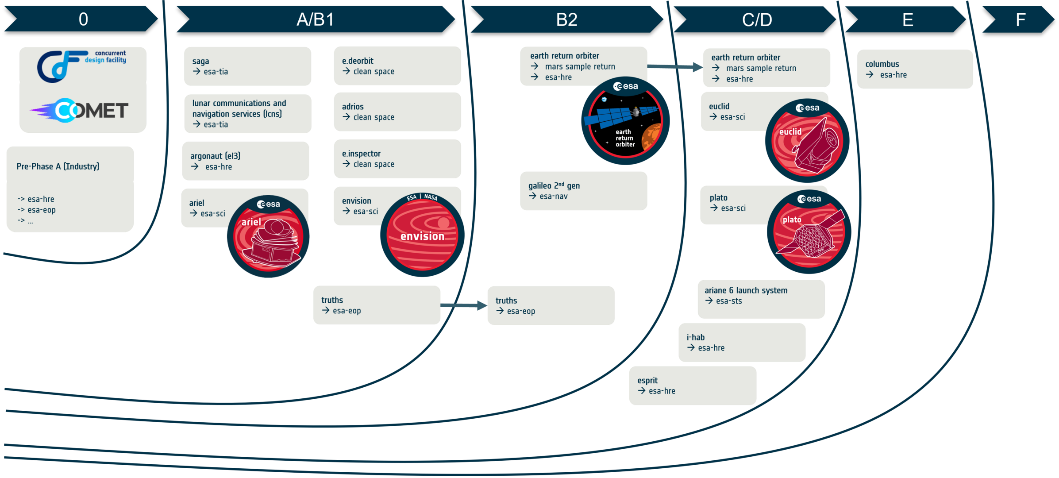 0
A/B1
B2
C/D
E
F
concurrent
design facility
COMET
Pre-Phase A (Industry)
-> esa-hre
-> esa-eop
-> ...
saga
→ esa-tia
lunar communications and
navigation services (lcns)
→ esa-tia
argonaut (el3)
→ esa-hre
ariel
→ esa-sci
esa
ariel
e.deorbit
→ clean space
adrios
→ clean space
e.inspector
→ clean space
envision
→ esa-sci
ESA | NASA
envision
truths
→ esa-eop
earth return orbiter
→ mars sample return
→ esa-hre
esa
earth
return
orbiter
galileo 2nd gen
→ esa-nav
truths
→ esa-eop
earth return orbiter
→ mars sample return
→ esa-hre
euclid
→ esa-sci
esa
euclid
plato
→ esa-sci
esa
plato
ariane 6 launch system
→ esa-sts
i-hab
→ esa-hre
esprit
→ esa-hre
columbus
→ esa-hre